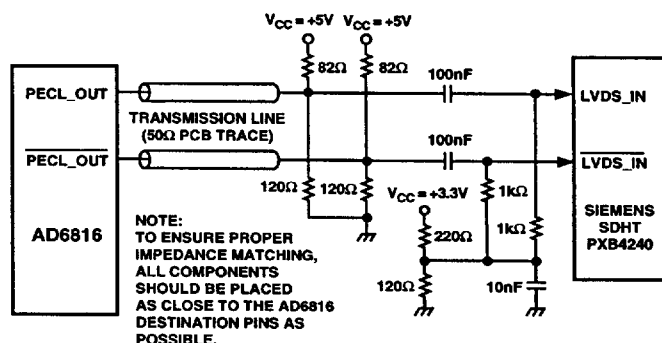 VCC = +5V VCC = +5V
82Ω 82Ω
100nF
PECL_OUT
LVDS_IN
TRANSMISSION LINE
(50Ω PCB TRACE)
100nF
PECL_OUT
LVDS_IN
120Ω 120Ω
VCC = +3.3V
1kΩ
1kΩ
SIEMENS
SDHT
PXB4240
AD6816
NOTE:
TO ENSURE PROPER
IMPEDANCE MATCHING,
ALL COMPONENTS
SHOULD BE PLACED
AS CLOSE TO THE AD6816
DESTINATION PINS AS
POSSIBLE.
220Ω
120Ω
10nF